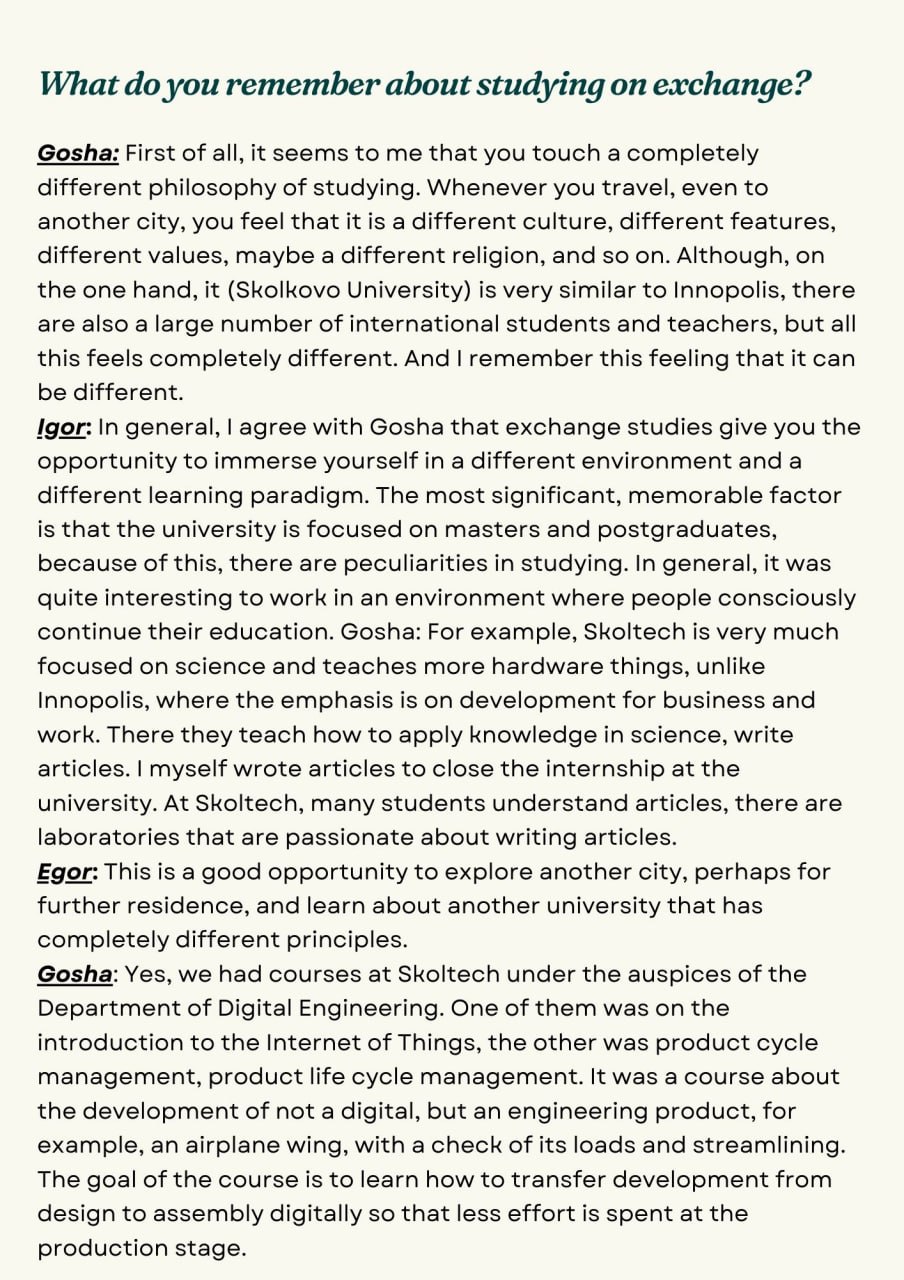 What do you remember about studying on exchange?
Gosha: First of all, it seems to me that you touch a completely
different philosophy of studying. Whenever you travel, even to
another city, you feel that it is a different culture, different features,
different values, maybe a different religion, and so on. Although, on
the one hand, it (Skolkovo University) is very similar to Innopolis, there
are also a large number of international students and teachers, but all
this feels completely different. And I remember this feeling that it can
be different.
Igor: In general, I agree with Gosha that exchange studies give you the
opportunity to immerse yourself in a different environment and a
different learning paradigm. The most significant, memorable factor
is that the university is focused on masters and postgraduates,
because of this, there are peculiarities in studying. In general, it was
quite interesting to work in an environment where people consciously
continue their education. Gosha: For example, Skoltech is very much
focused on science and teaches more hardware things, unlike
Innopolis, where the emphasis is on development for business and
work. There they teach how to apply knowledge in science, write
articles. I myself wrote articles to close the internship at the
university. At Skoltech, many students understand articles, there are
laboratories that are passionate about writing articles.
Egor: This is a good opportunity to explore another city, perhaps for
further residence, and learn about another university that has
completely different principles.
Gosha: Yes, we had courses at Skoltech under the auspices of the
Department of Digital Engineering. One of them was on the
introduction to the Internet of Things, the other was product cycle
management, product life cycle management. It was a course about
the development of not a digital, but an engineering product, for
example, an airplane wing, with a check of its loads and streamlining.
The goal of the course is to learn how to transfer development from
design to assembly digitally so that less effort is spent at the
production stage.